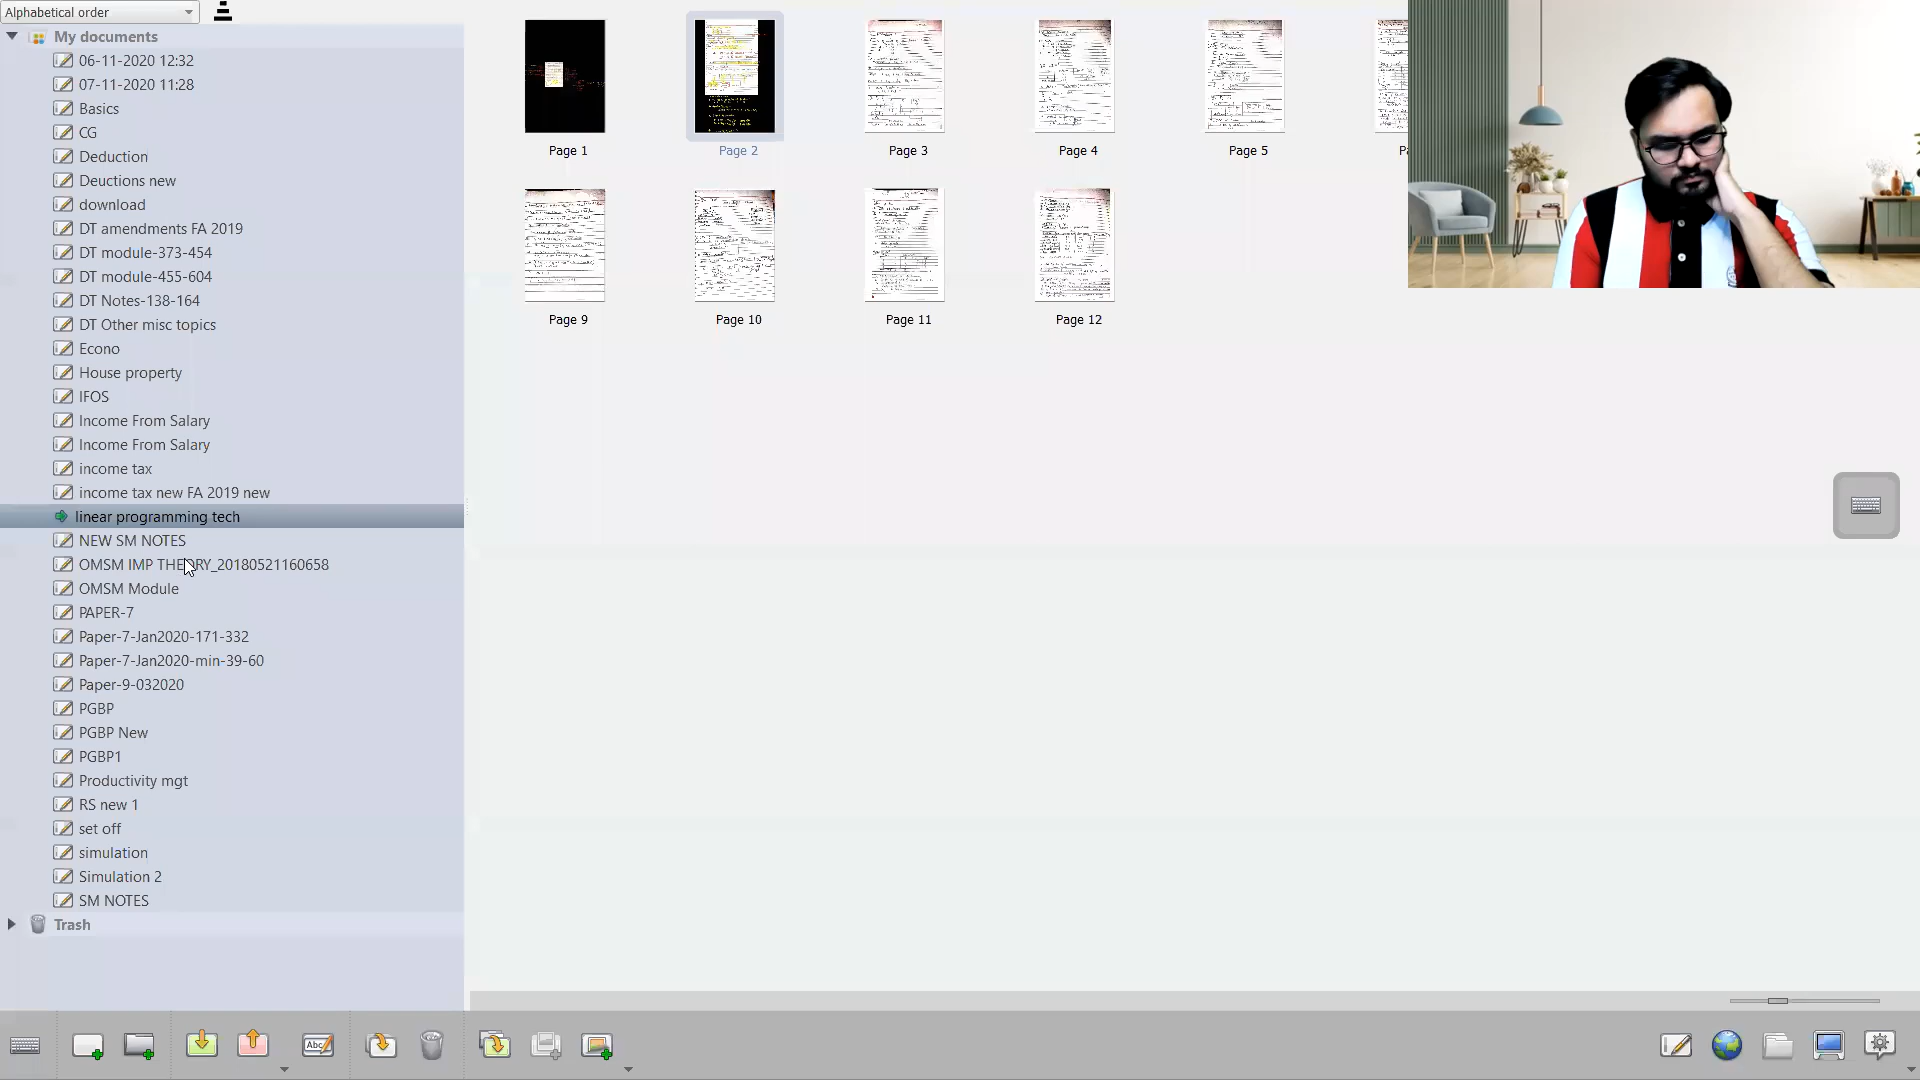 Alphabetical order
My documents
06-11-2020 12:32
07-11-2020 11:28
Basics
CG
Deduction
Deuctions new
download
DT amendments FA 2019
DT module-373-454
DT module-455-604
DT Notes-138-164
DT Other misc topics
Econo
House property
IFOS
Income From Salary
Income From Salary
income tax
income tax new FA 2019 new
linear programming tech
NEW SM NOTES
OMSM IMP THEORY_20180521160658
OMSM Module
PAPER-7
Paper-7-Jan2020-171-332
Paper-7-Jan2020-min-39-60
Paper-9-032020
PGBP
PGBP New
PGBP1
Productivity mgt
RS new 1
set off
simulation
Simulation 2
SM NOTES
Trash
Page 1
Page 2
Page 3
Page 4
Page 5
Page 9
Page 10
Page 11
Page 12
Abc